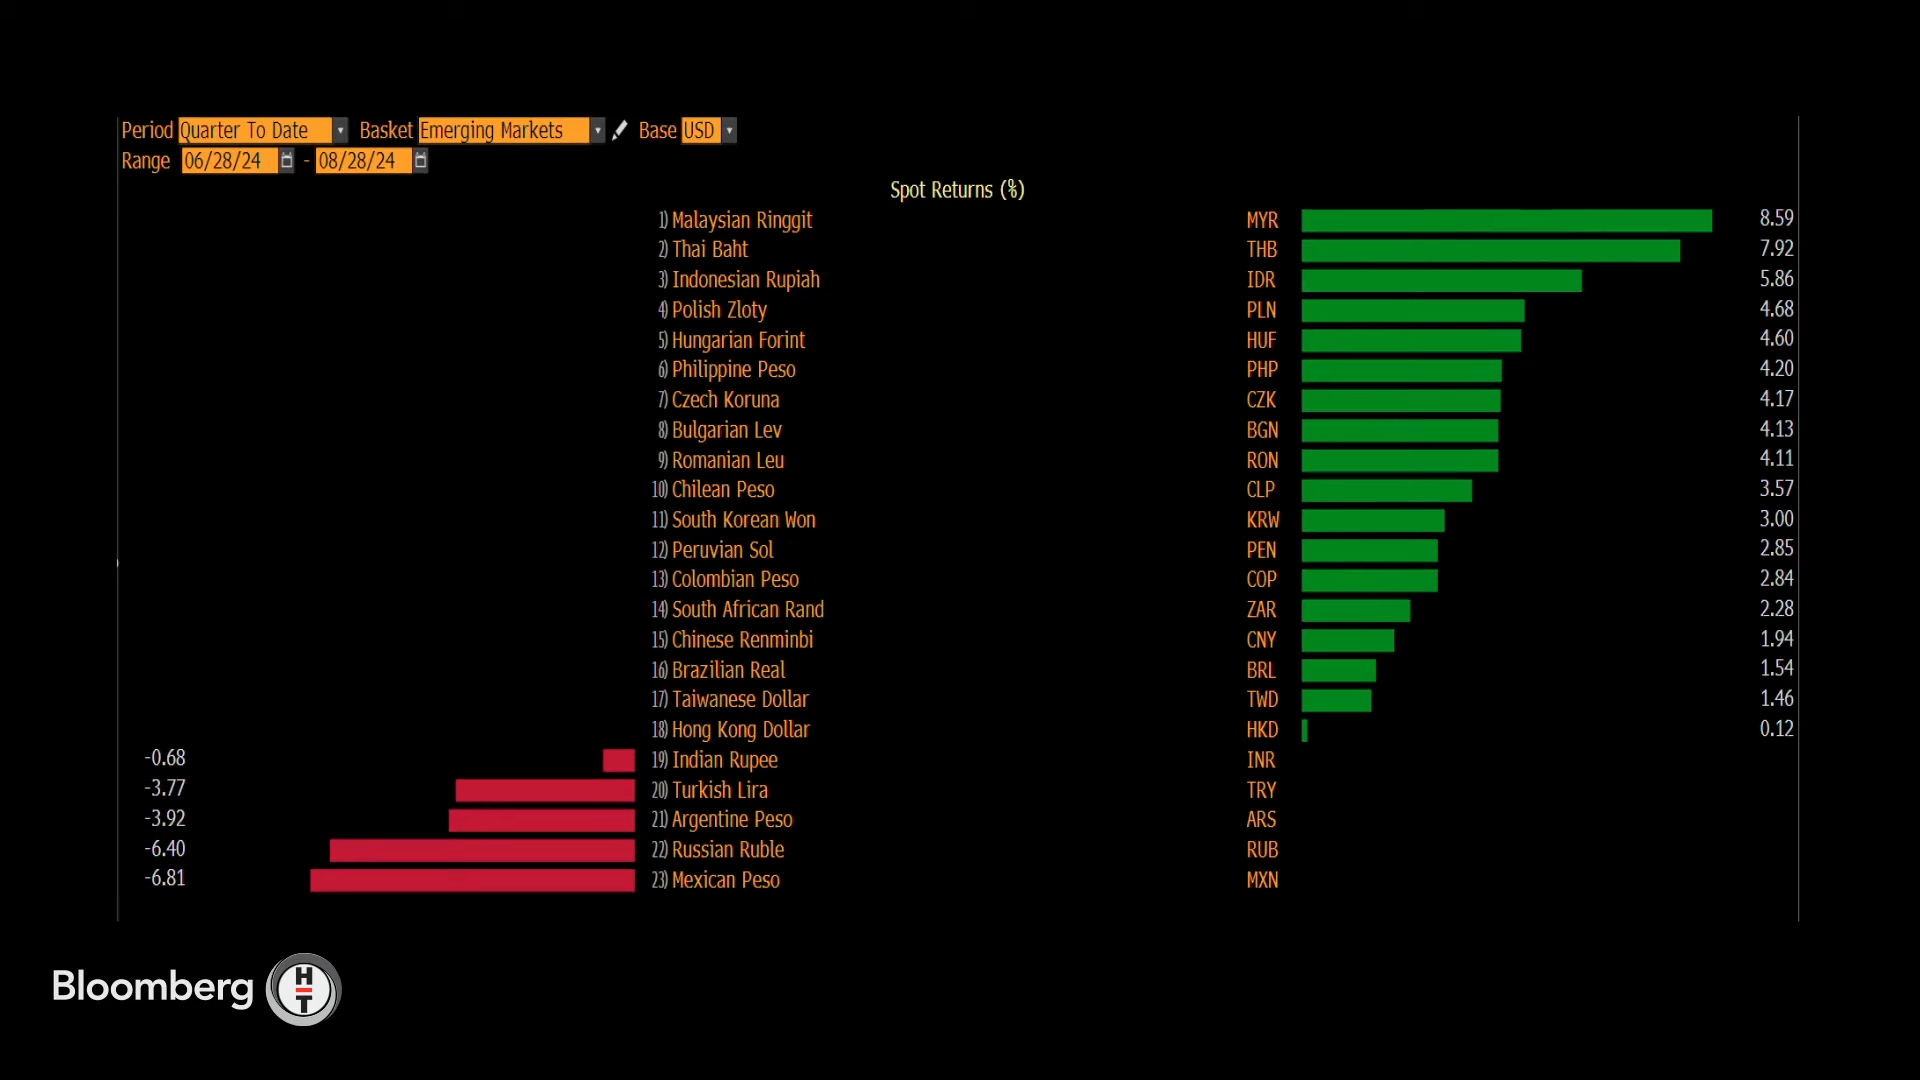 Period Quarter To Date Basket Emerging Markets Base USD
Range 06/28/24 - 08/28/24
Spot Returns (%)
1) Malaysian Ringgit MYR 8.59
2) Thai Baht THB 7.92
3) Indonesian Rupiah IDR 5.86
4) Polish Zloty PLN 4.68
5) Hungarian Forint HUF 4.60
6) Philippine Peso PHP 4.20
7) Czech Koruna CZK 4.17
8) Bulgarian Lev BGN 4.13
9) Romanian Leu RON 4.11
10) Chilean Peso CLP 3.57
11) South Korean Won KRW 3.00
12) Peruvian Sol PEN 2.85
13) Colombian Peso COP 2.84
14) South African Rand ZAR 2.28
15) Chinese Renminbi CNY 1.94
16) Brazilian Real BRL 1.54
17) Taiwanese Dollar TWD 1.46
18) Hong Kong Dollar HKD 0.12
-0.68 19) Indian Rupee INR
-3.77 20) Turkish Lira TRY
-3.92 21) Argentine Peso ARS
-6.40 22) Russian Ruble RUB
-6.81 23) Mexican Peso MXN
Bloomberg HT